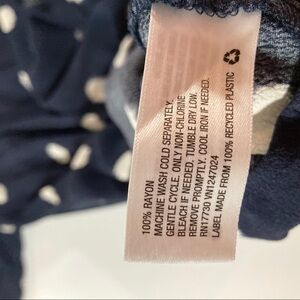 100% RAYON
MACHINE WASH COLD SEPARATELY.
GENTLE CYCLE. ONLY NON-CHLORINE
BLEACH IF NEEDED. TUMBLE DRY LOW.
REMOVE PROMPTLY. COOL IRON IF NEEDED.
RN17730 VN1247024
LABEL MADE FROM 100% RECYCLED PLASTIC